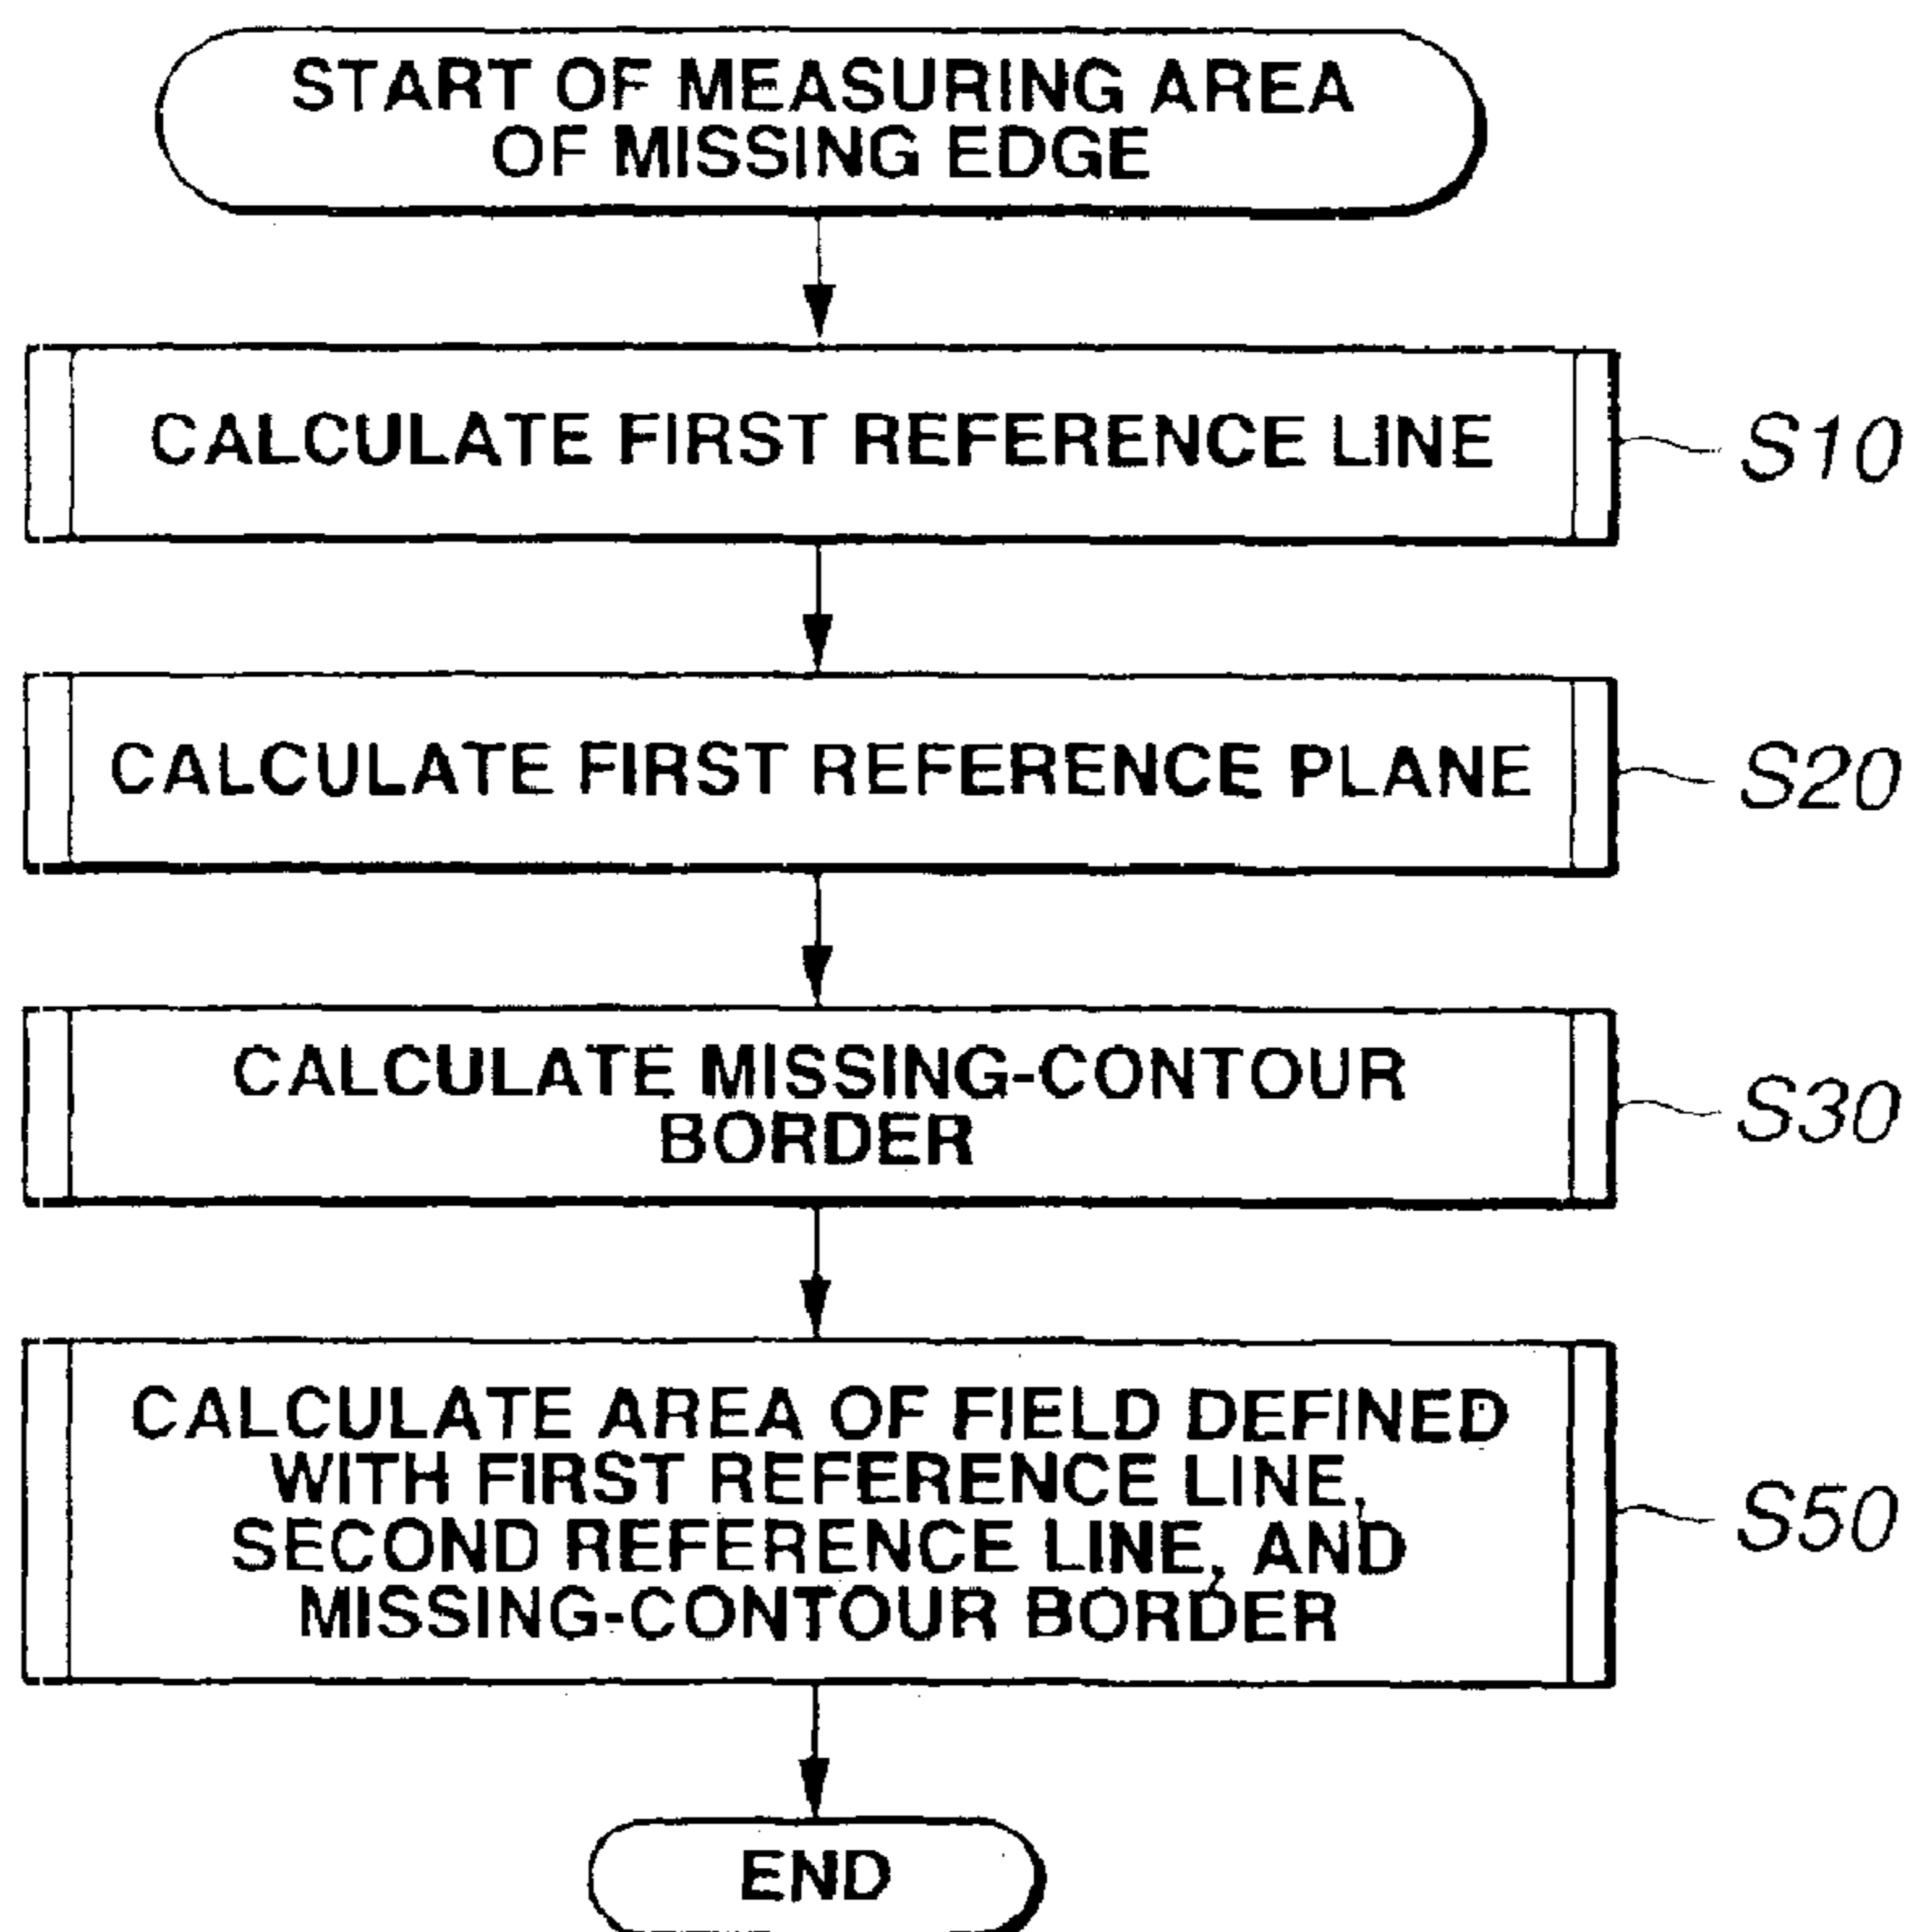 START OF MEASURING AREA
OF MISSING EDGE
CALCULATE FIRST REFERENCE LINE
S10
CALCULATE FIRST REFERENCE PLANE
S20
CALCULATE MISSING-CONTOUR
BORDER
S30
CALCULATE AREA OF FIELD DEFINED
WITH FIRST REFERENCE LINE,
SECOND REFERENCE LINE, AND
MISSING-CONTOUR BORDER
S50
END